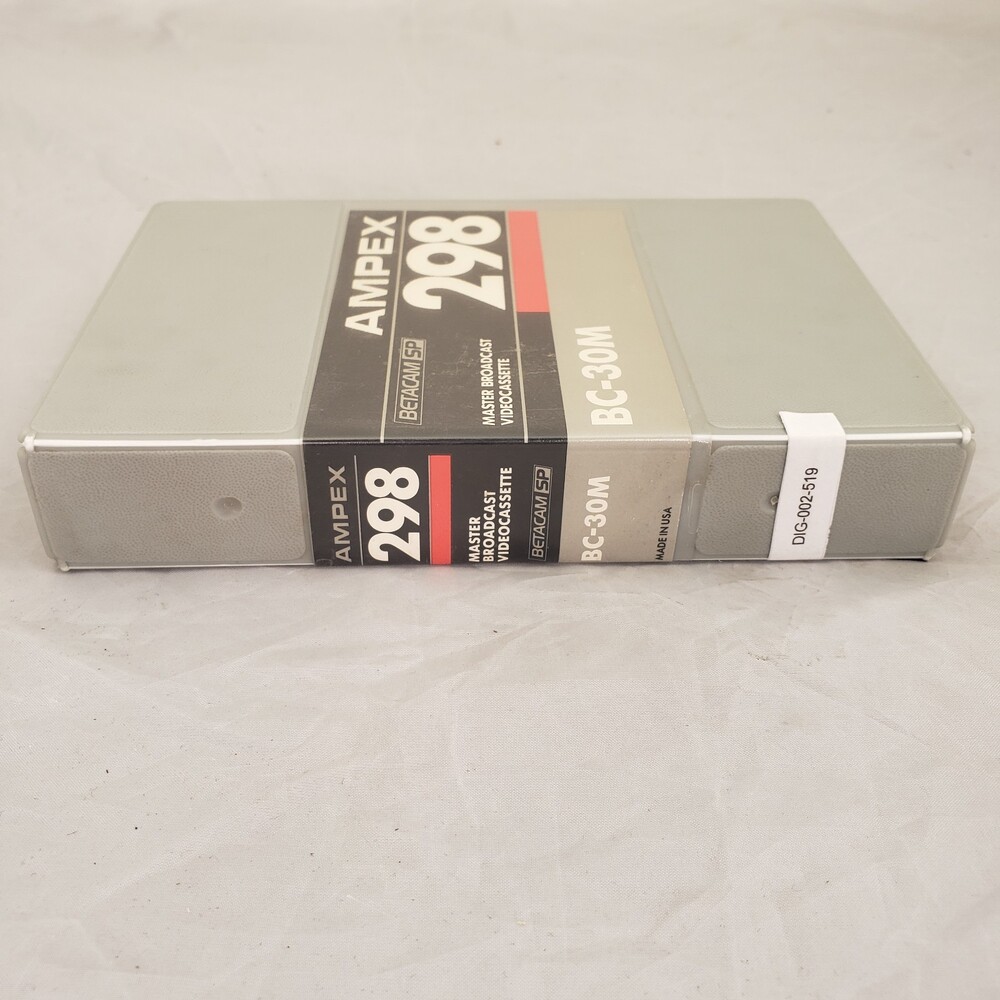 AMPEX
298
BETACAM SP
MASTER BROADCAST
VIDEOCASSETTE
BC-30M
AMPEX
298
MASTER
BROADCAST
VIDEOCASSETTE
BETACAM SP
BC-30M
MADE IN USA
DIG-002-519